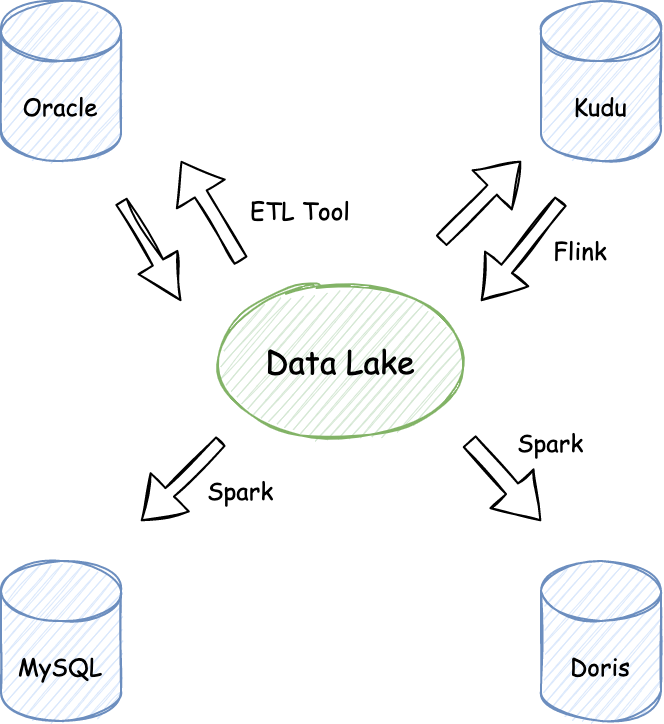 Oracle
Kudu
ETL Tool
Flink
Data Lake
Spark
Spark
MySQL
Doris